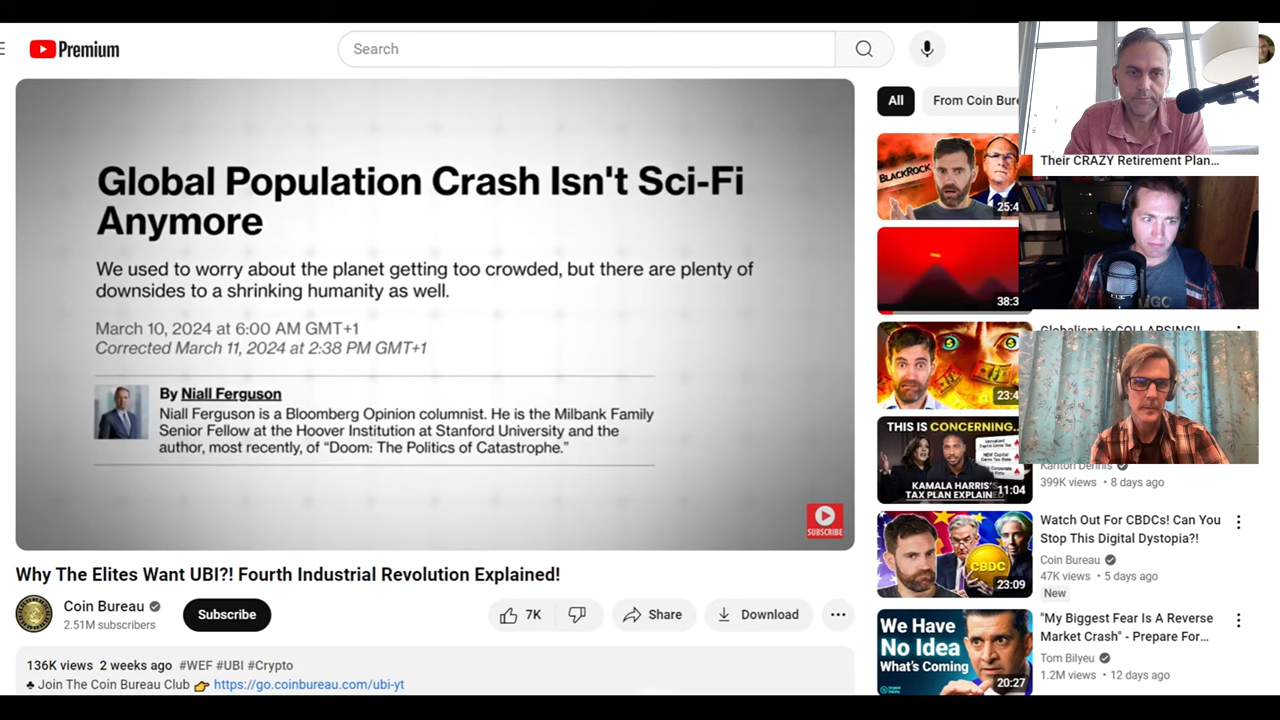 Premium
Search
Global Population Crash Isn't Sci-Fi
Anymore
We used to worry about the planet getting too crowded, but there are plenty of
downsides to a shrinking humanity as well.
March 10, 2024 at 6:00 AM GMT+1
Corrected March 11, 2024 at 2:38 PM GMT+1
By Niall Ferguson
Niall Ferguson is a Bloomberg Opinion columnist. He is the Milbank Family
Senior Fellow at the Hoover Institution at Stanford University and the
author, most recently, of “Doom: The Politics of Catastrophe.”
SUBSCRIBE
Why The Elites Want UBI?! Fourth Industrial Revolution Explained!
Coin Bureau
2.51M subscribers
Subscribe
7K
Share
Download
136K views 2 weeks ago #WEF #UBI #Crypto
♣ Join The Coin Bureau Club 👉 https://go.coinbureau.com/ubi-yt
All
From Coin Bure
BLACKROCK
25:4
Their CRAZY Retirement Plan...
38:3
Globalism is COLLAPSING!!
23:4
THIS IS CONCERNING...
KAMALA HARRIS'S
TAX PLAN EXPLAINED
11:04
Karlton Dennis
399K views • 8 days ago
CBDC
23:09
Watch Out For CBDCs! Can You
Stop This Digital Dystopia?!
Coin Bureau
47K views • 5 days ago
New
We Have
No Idea
What's Coming
20:27
"My Biggest Fear Is A Reverse
Market Crash" - Prepare For...
Tom Bilyeu
1.2M views • 12 days ago